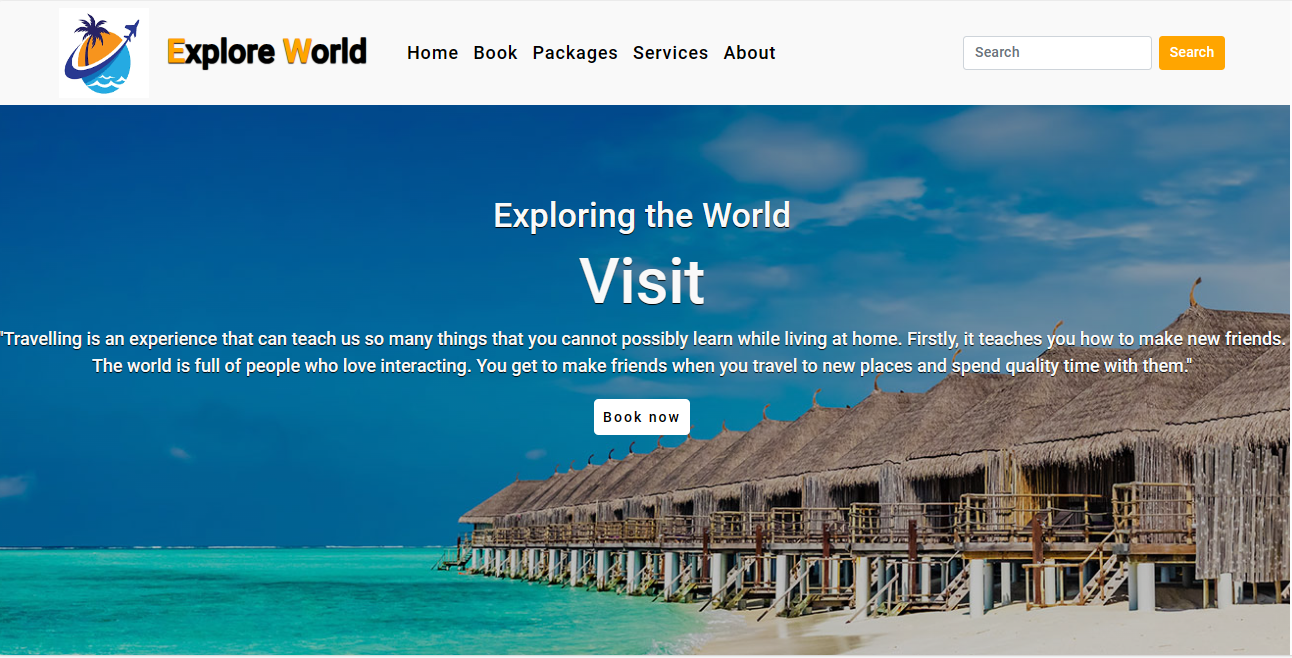 Explore World
Home Book Packages Services About
Search Search
Exploring the World
Visit
"Travelling is an experience that can teach us so many things that you cannot possibly learn while living at home. Firstly, it teaches you how to make new friends.
The world is full of people who love interacting. You get to make friends when you travel to new places and spend quality time with them."
Book now